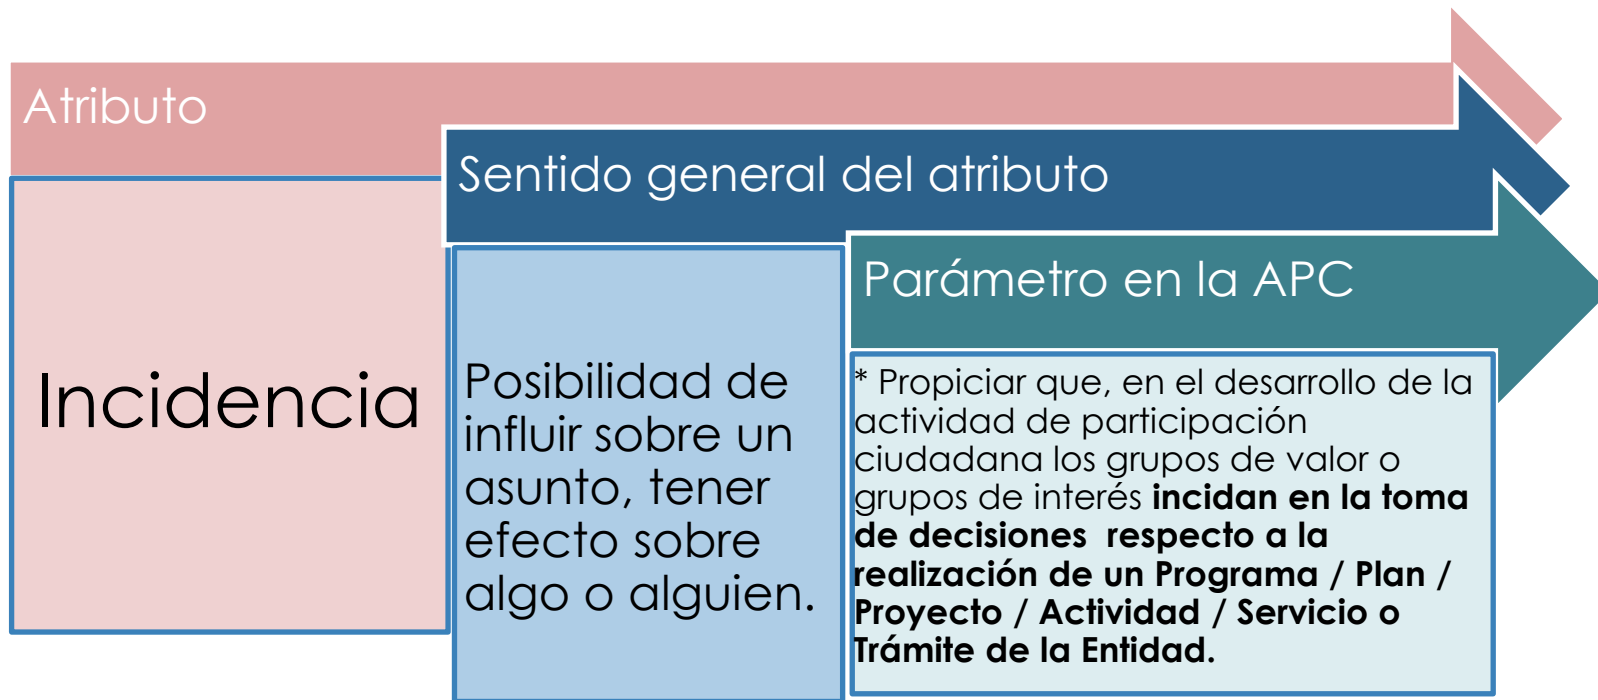 Atributo
Sentido general del atributo
Parámetro en la APC
Incidencia
Posibilidad de
influir sobre un
asunto, tener
efecto sobre
algo o alguien.
* Propiciar que, en el desarrollo de la
actividad de participación
ciudadana los grupos de valor o
grupos de interés incidan en la toma
de decisiones respecto a la
realización de un Programa / Plan /
Proyecto / Actividad / Servicio o
Trámite de la Entidad.